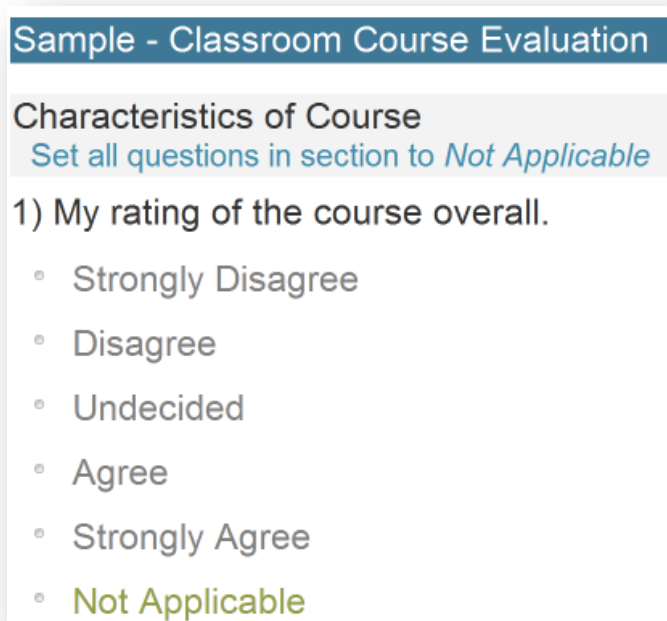 Sample - Classroom Course Evaluation
Characteristics of Course
Set all questions in section to Not Applicable
1) My rating of the course overall.
Strongly Disagree
Disagree
Undecided
Agree
Strongly Agree
Not Applicable